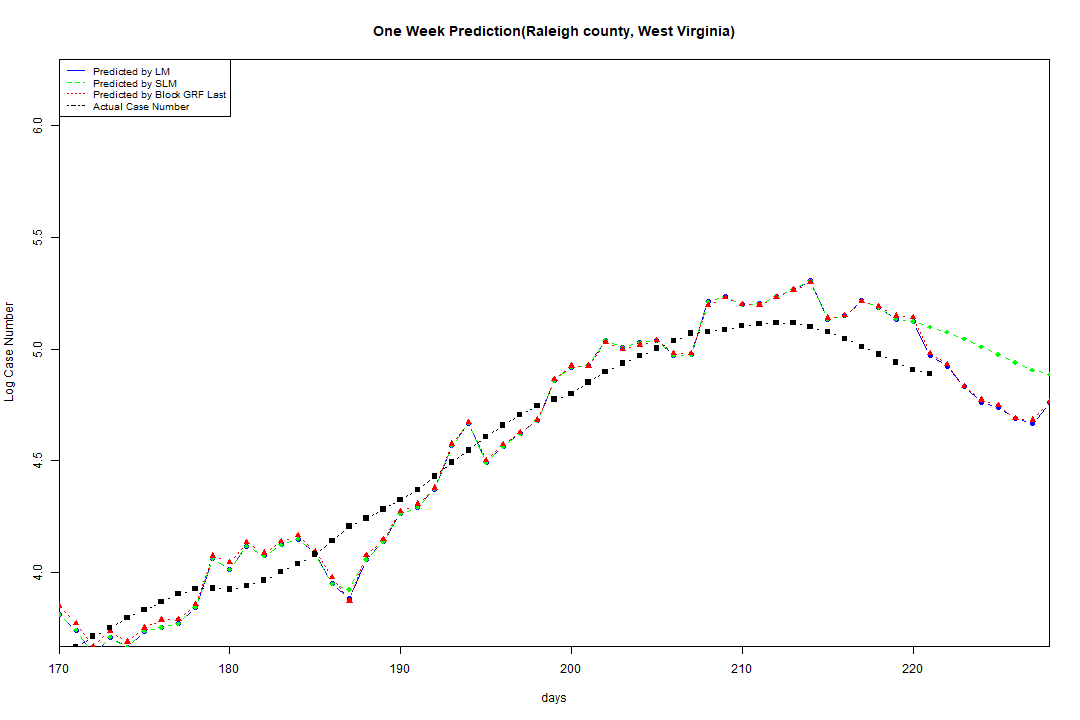 One Week Prediction(Raleigh county, West Virginia)
Predicted by LM
Predicted by SLM
Predicted by Block GRF Last
Actual Case Number
6.0
5.5
5.0
4.5
4.0
Log Case Number
170 180 190 200 210 220
days